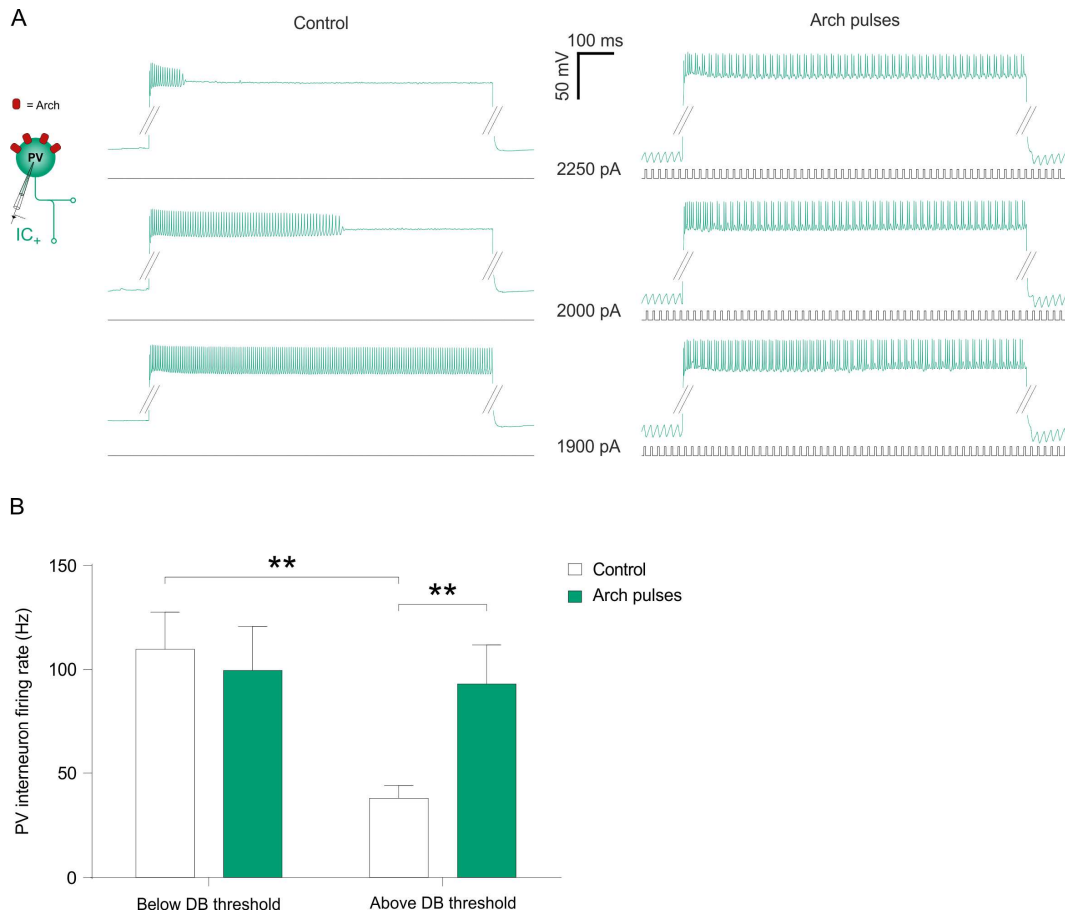 A
Control
Arch pulses
100 ms
50 mV
= Arch
PV
IC+
2250 pA
2000 pA
1900 pA
B
150
100
50
0
PV interneuron firing rate (Hz)
**
**
Control
Arch pulses
Below DB threshold
Above DB threshold